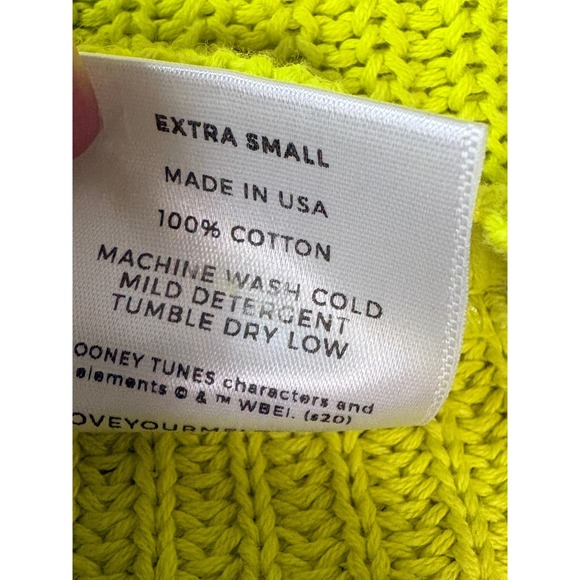 EXTRA SMALL
MADE IN USA
100% COTTON
MACHINE WASH COLD
MILD DETERGENT
TUMBLE DRY LOW
OONEY TUNES characters and
elements © & ™ WBEI. (s20)